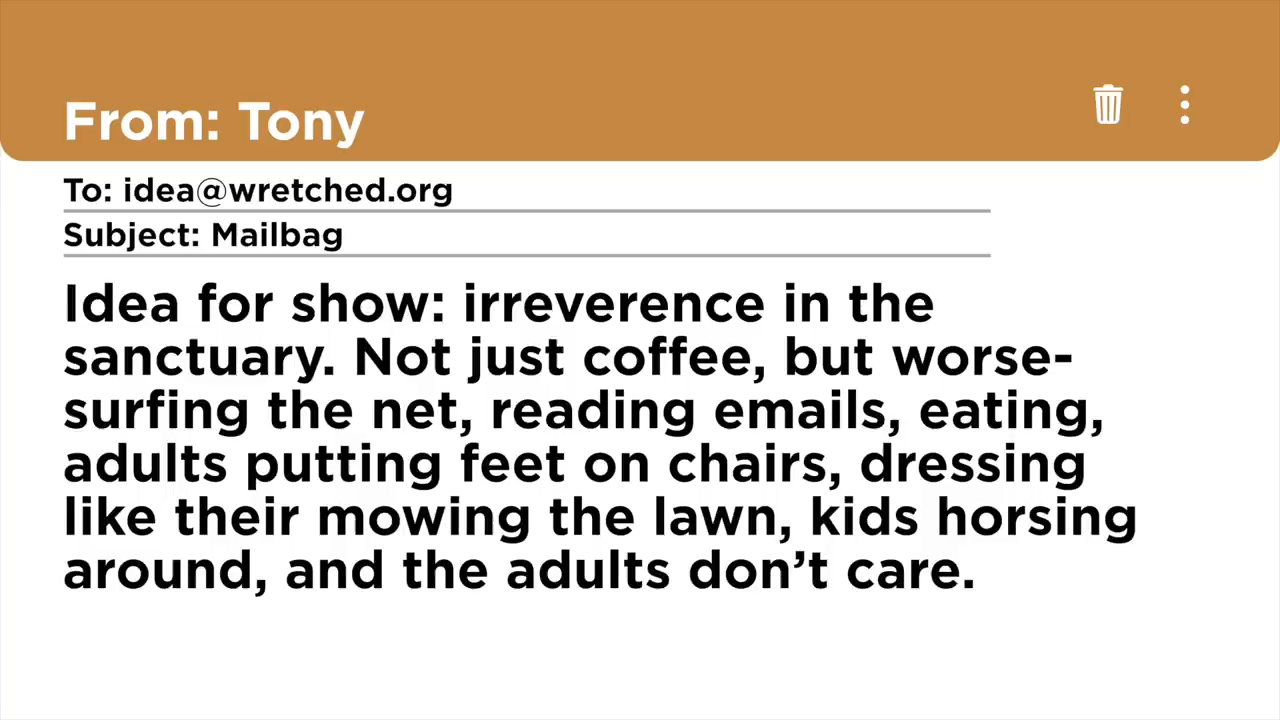 From: Tony
To: idea@wretched.org
Subject: Mailbag
Idea for show: irreverence in the
sanctuary. Not just coffee, but worse-
surfing the net, reading emails, eating,
adults putting feet on chairs, dressing
like their mowing the lawn, kids horsing
around, and the adults don’t care.